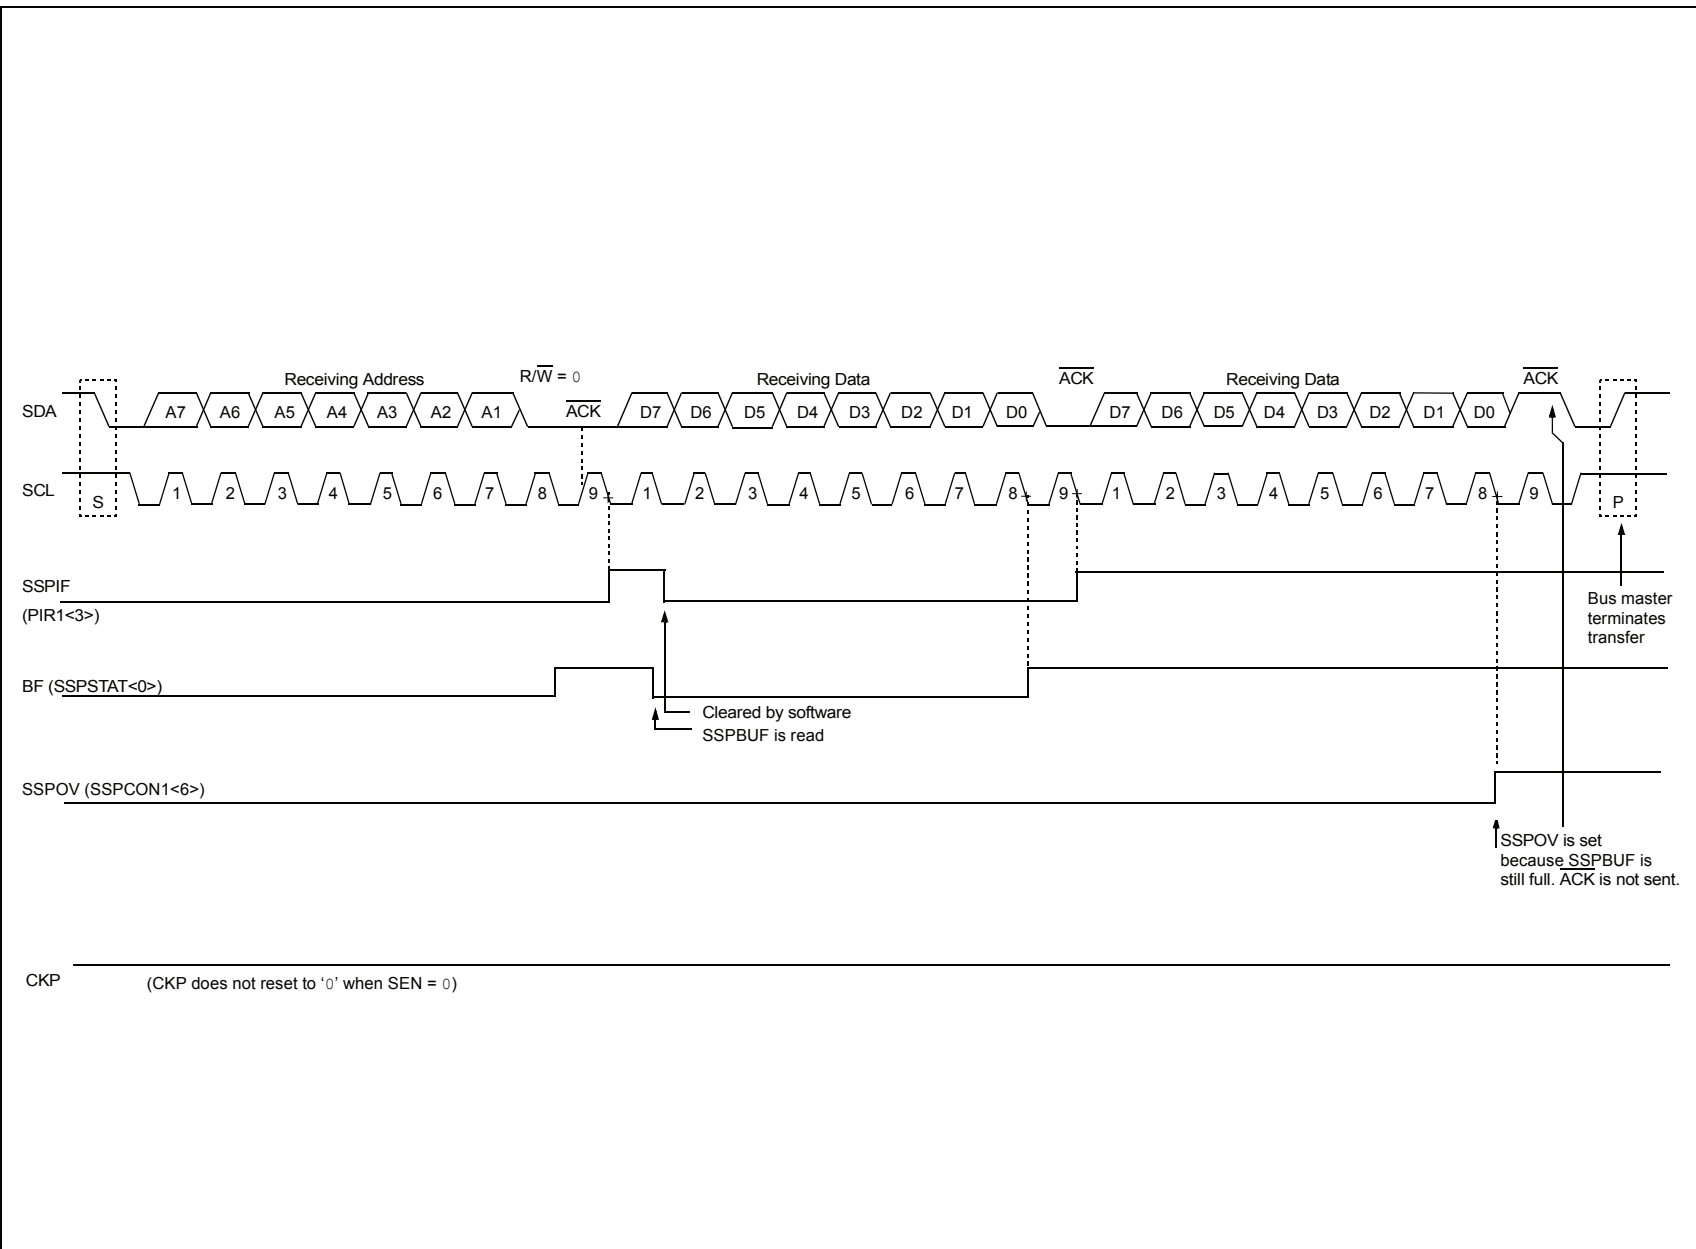 Receiving Address
R/W = 0
Receiving Data
ACK
Receiving Data
ACK
SDA
A7 A6 A5 A4 A3 A2 A1
ACK
D7 D6 D5 D4 D3 D2 D1 D0
D7 D6 D5 D4 D3 D2 D1 D0
SCL
S
1 2 3 4 5 6 7 8 9
1 2 3 4 5 6 7 8 9
1 2 3 4 5 6 7 8 9
P
SSPIF
(PIR1<3>)
Bus master
terminates
transfer
BF (SSPSTAT<0>)
Cleared by software
SSPBUF is read
SSPOV (SSPCON1<6>)
SSPOV is set
because SSPBUF is
still full. ACK is not sent.
CKP
(CKP does not reset to ‘0’ when SEN = 0)